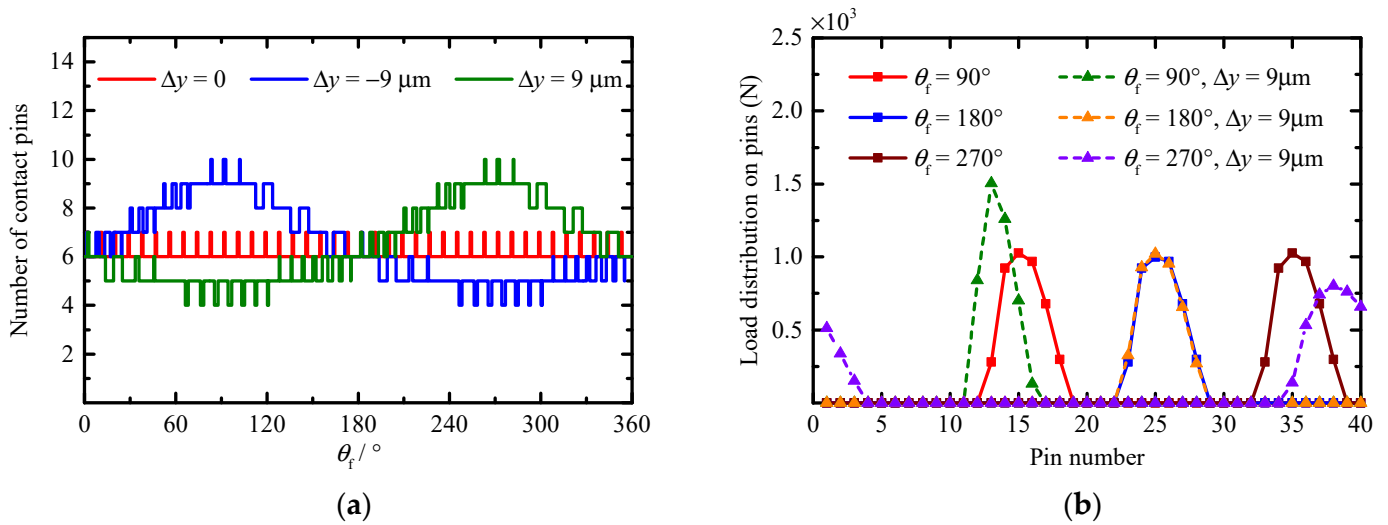 14
12
10
8
6
4
2
0
60
120
180
240
300
360
Number of contact pins
θf / °
Δy = 0
Δy = –9 μm
Δy = 9 μm
(a)
×10³
2.5
2.0
1.5
1.0
0.5
0
0
5
10
15
20
25
30
35
40
Load distribution on pins (N)
Pin number
θf = 90°
θf = 180°
θf = 270°
θf = 90°, Δy = 9μm
θf = 180°, Δy = 9μm
θf = 270°, Δy = 9μm
(b)